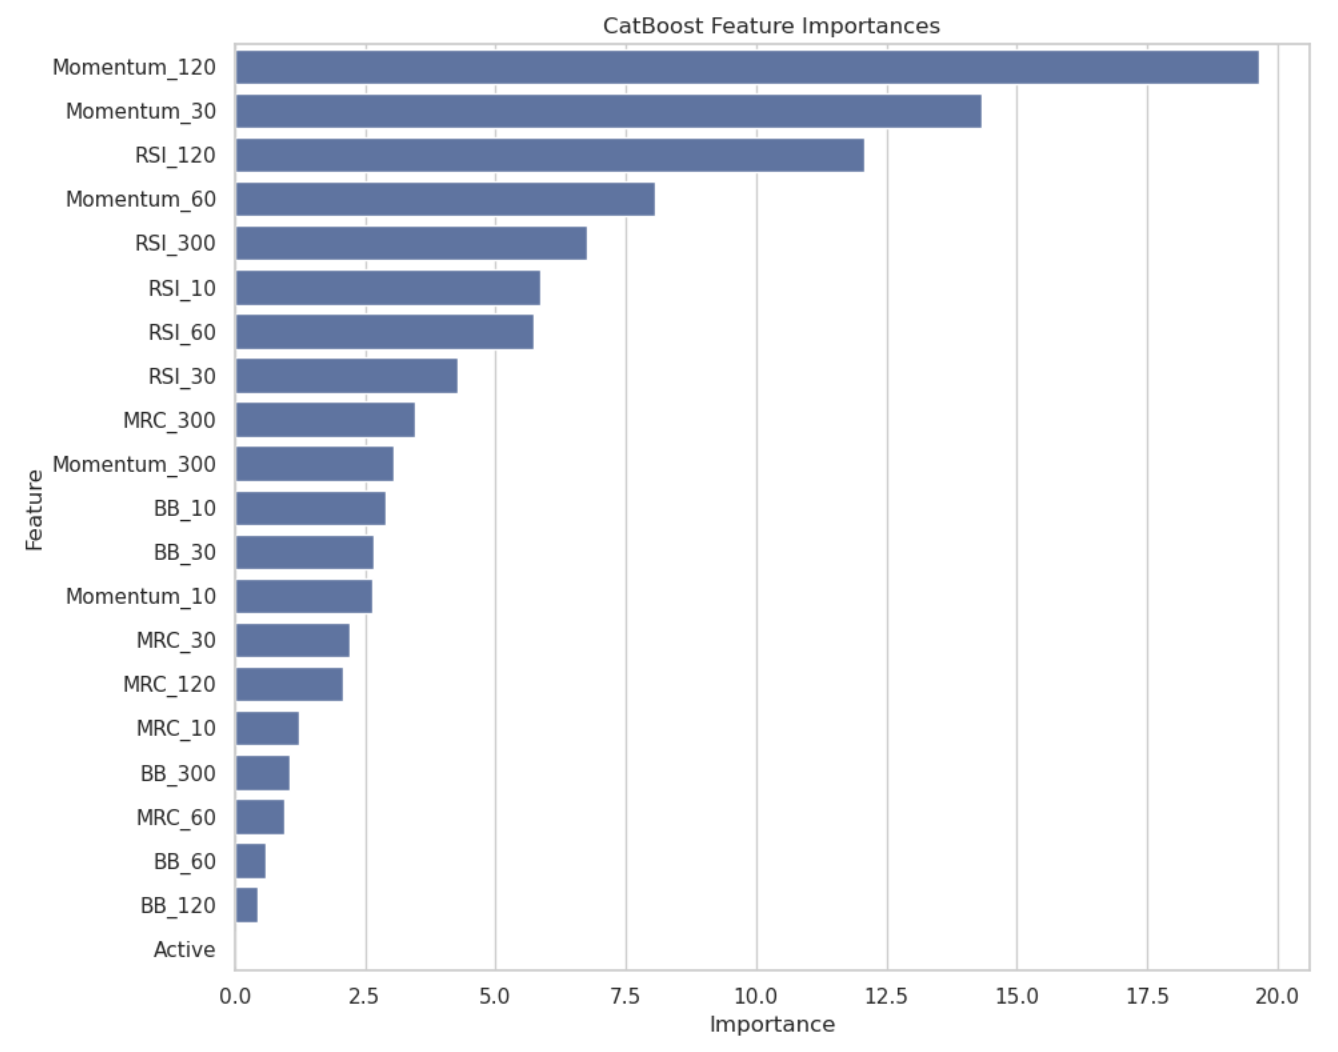 CatBoost Feature Importances
Momentum_120
Momentum_30
RSI_120
Momentum_60
RSI_300
RSI_10
RSI_60
RSI_30
MRC_300
Momentum_300
BB_10
BB_30
Momentum_10
MRC_30
MRC_120
MRC_10
BB_300
MRC_60
BB_60
BB_120
Active
Feature
0.0 2.5 5.0 7.5 10.0 12.5 15.0 17.5 20.0
Importance